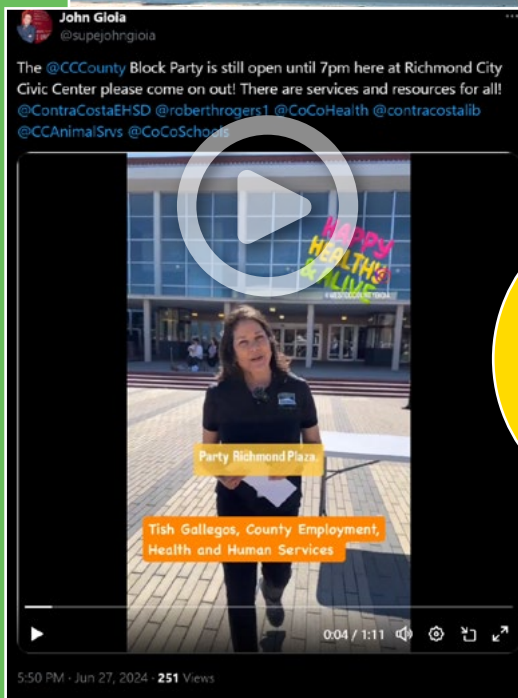 John Gioia
@supejohngioia
The @CCCounty Block Party is still open until 7pm here at Richmond City
Civic Center please come on out! There are services and resources for all!
@ContraCostaEHSD @roberthrogers1 @CoCoHealth @contracostalib
@CCAnimalSrvs @CoCoSchools
HAPPY
HEALTHY
& ALIVE
Party Richmond Plaza.
Tish Gallegos, County Employment,
Health and Human Services
0:04 / 1:11
5:50 PM · Jun 27, 2024 · 251 Views